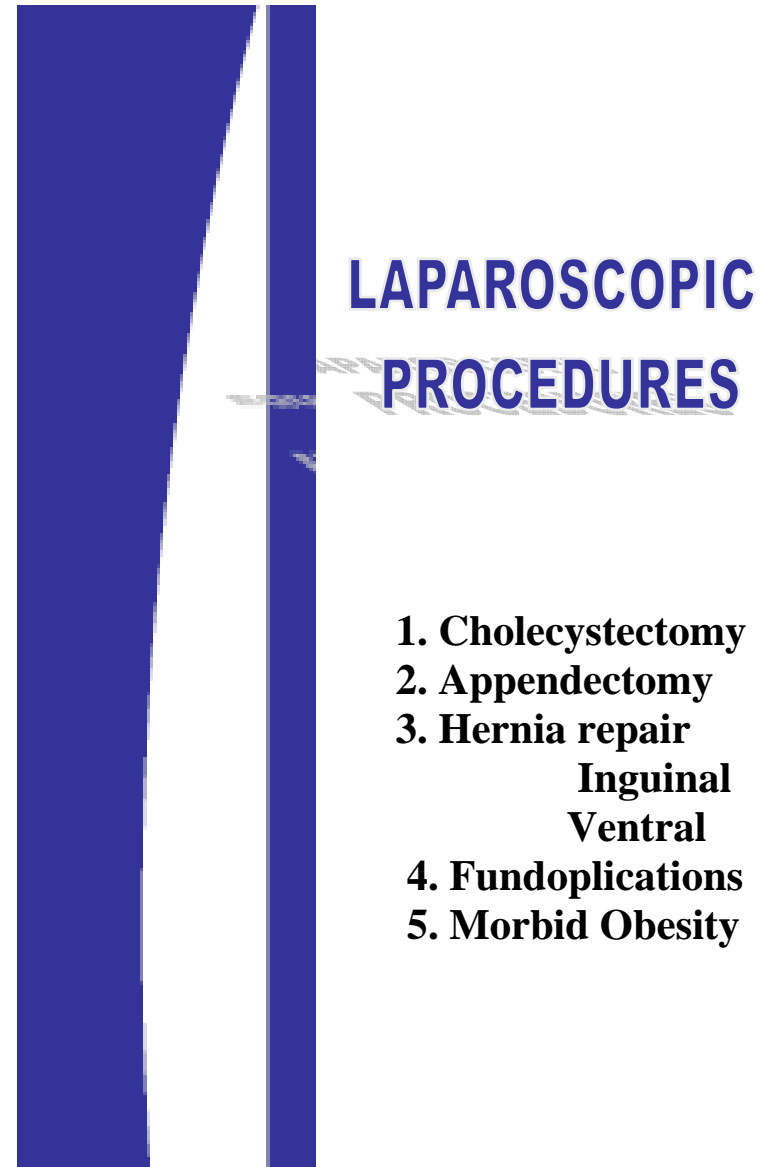 LAPAROSCOPIC
PROCEDURES
1. Cholecystectomy
2. Appendectomy
3. Hernia repair
Inguinal
Ventral
4. Fundoplications
5. Morbid Obesity